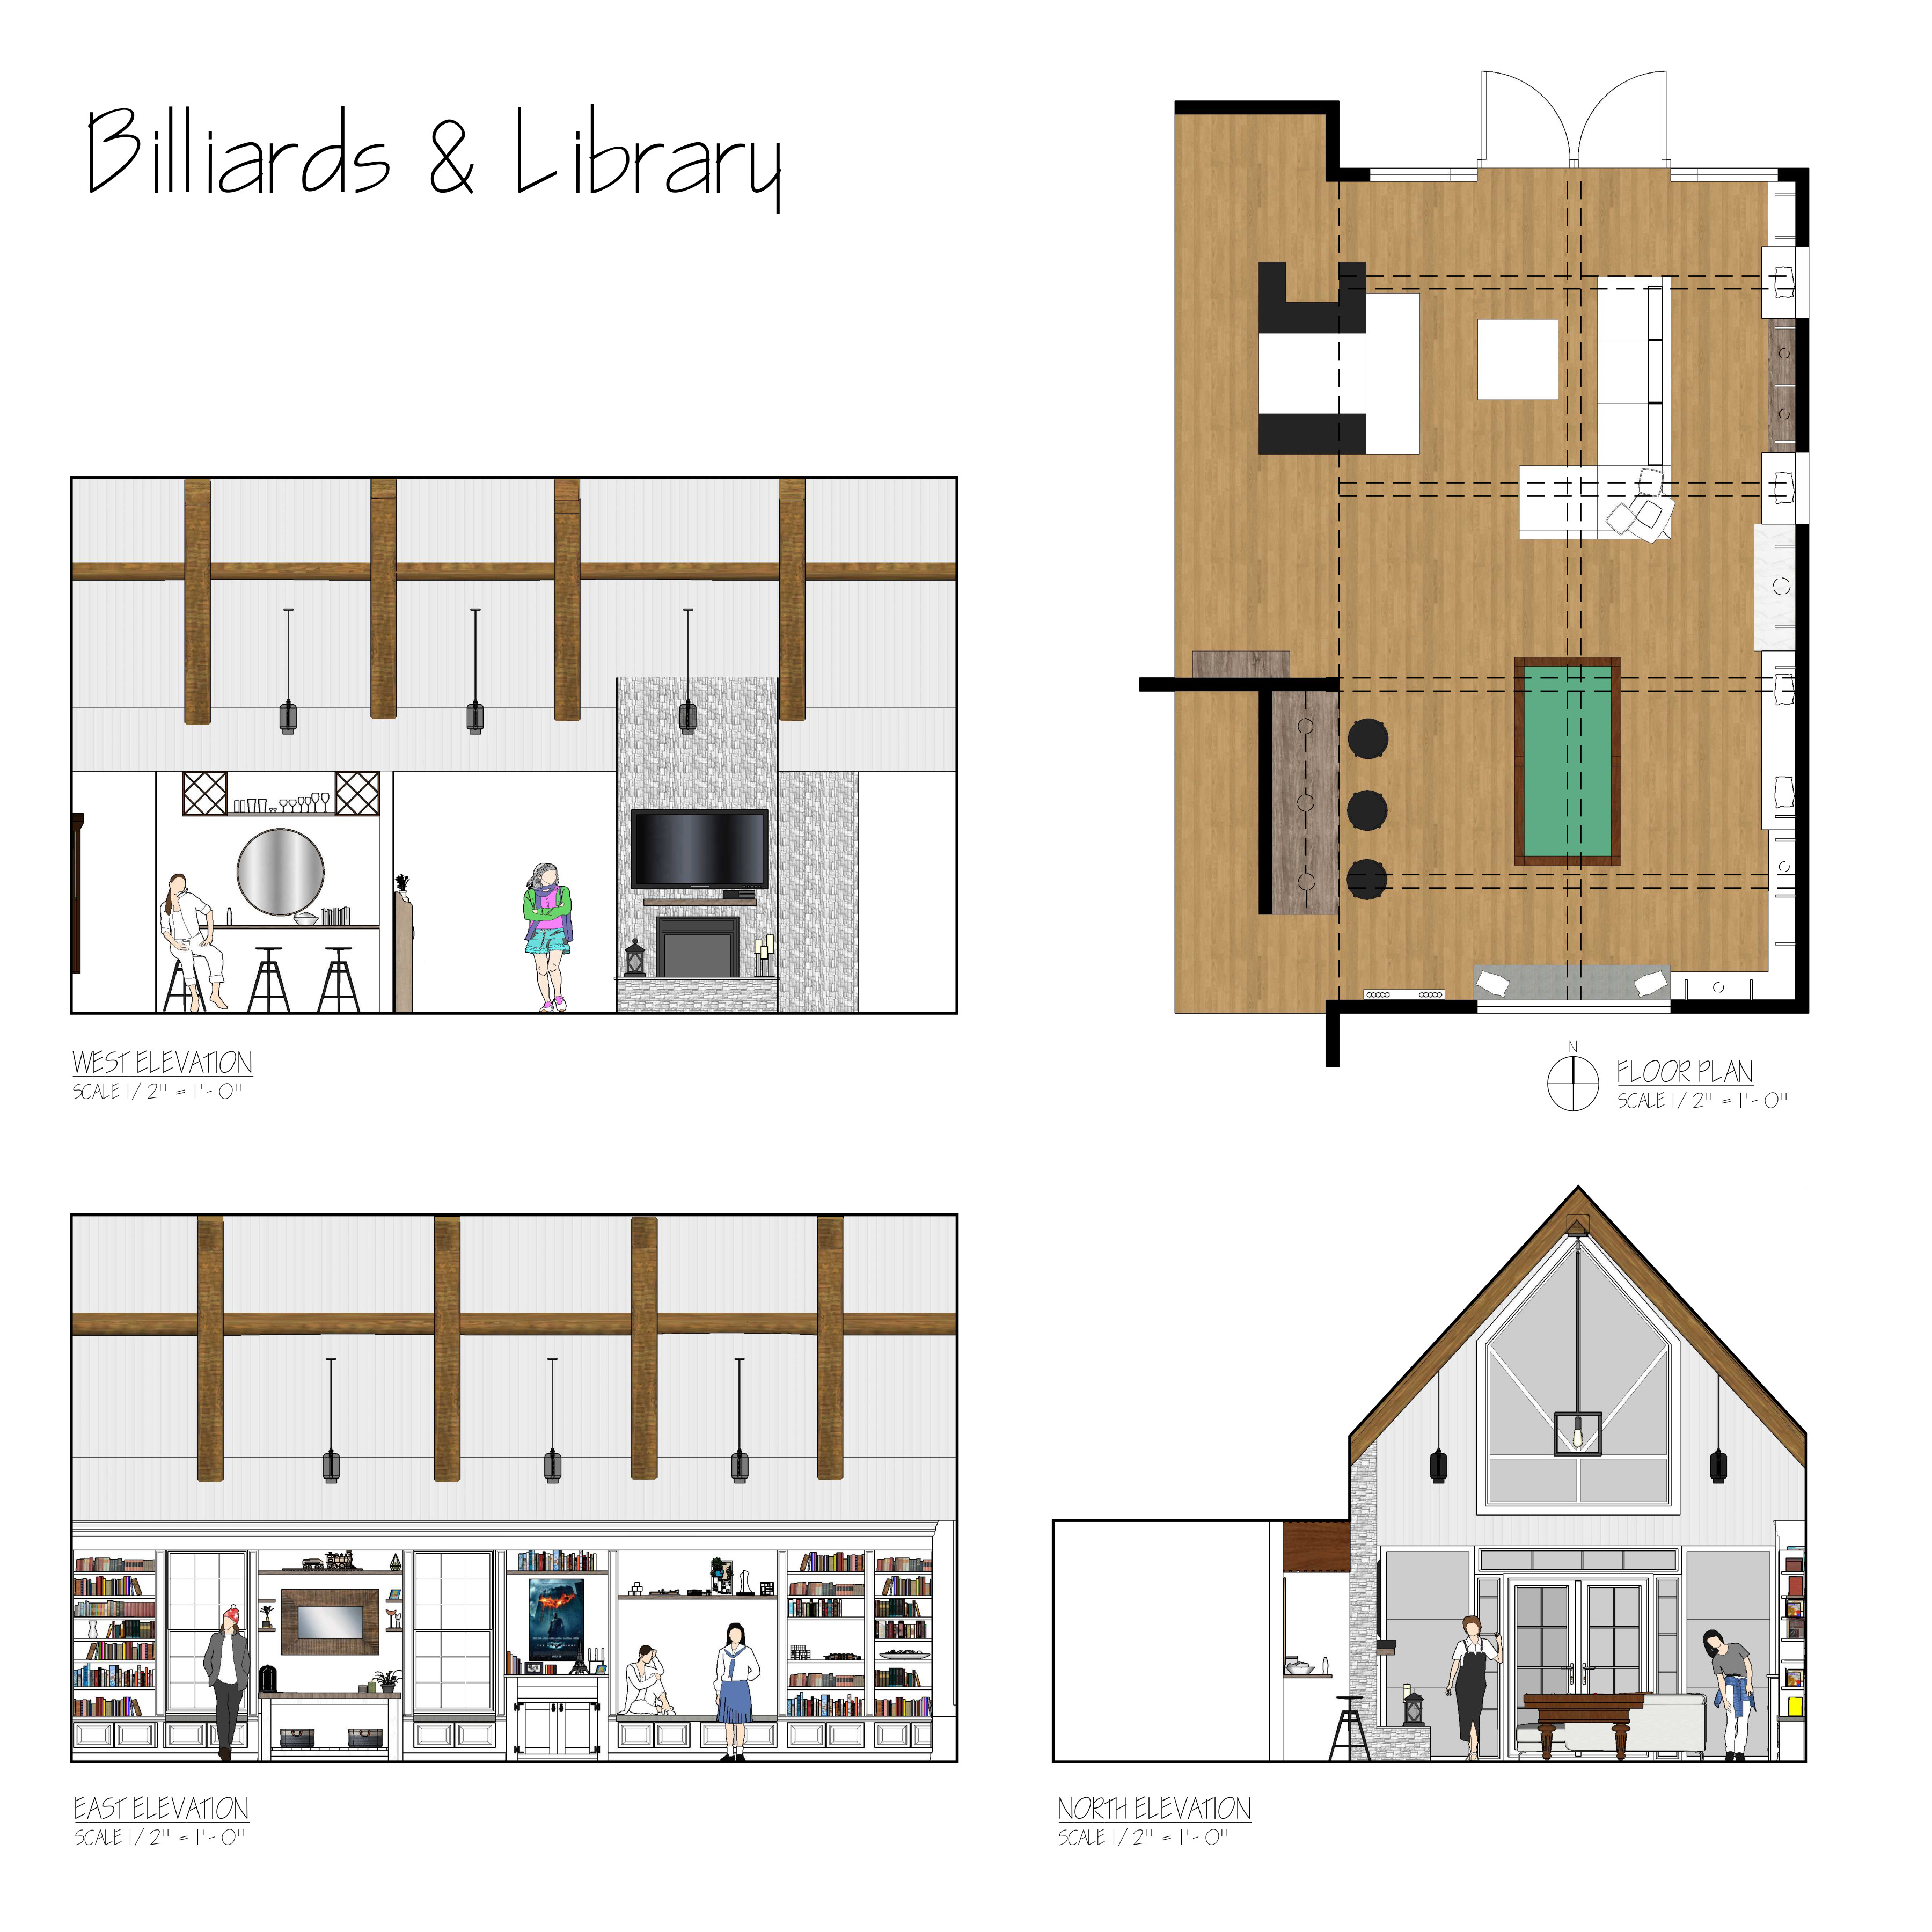 Billiards & Library
WEST ELEVATION
SCALE 1/2" = 1'-0"
N
FLOOR PLAN
SCALE 1/2" = 1'-0"
EAST ELEVATION
SCALE 1/2" = 1'-0"
NORTH ELEVATION
SCALE 1/2" = 1'-0"